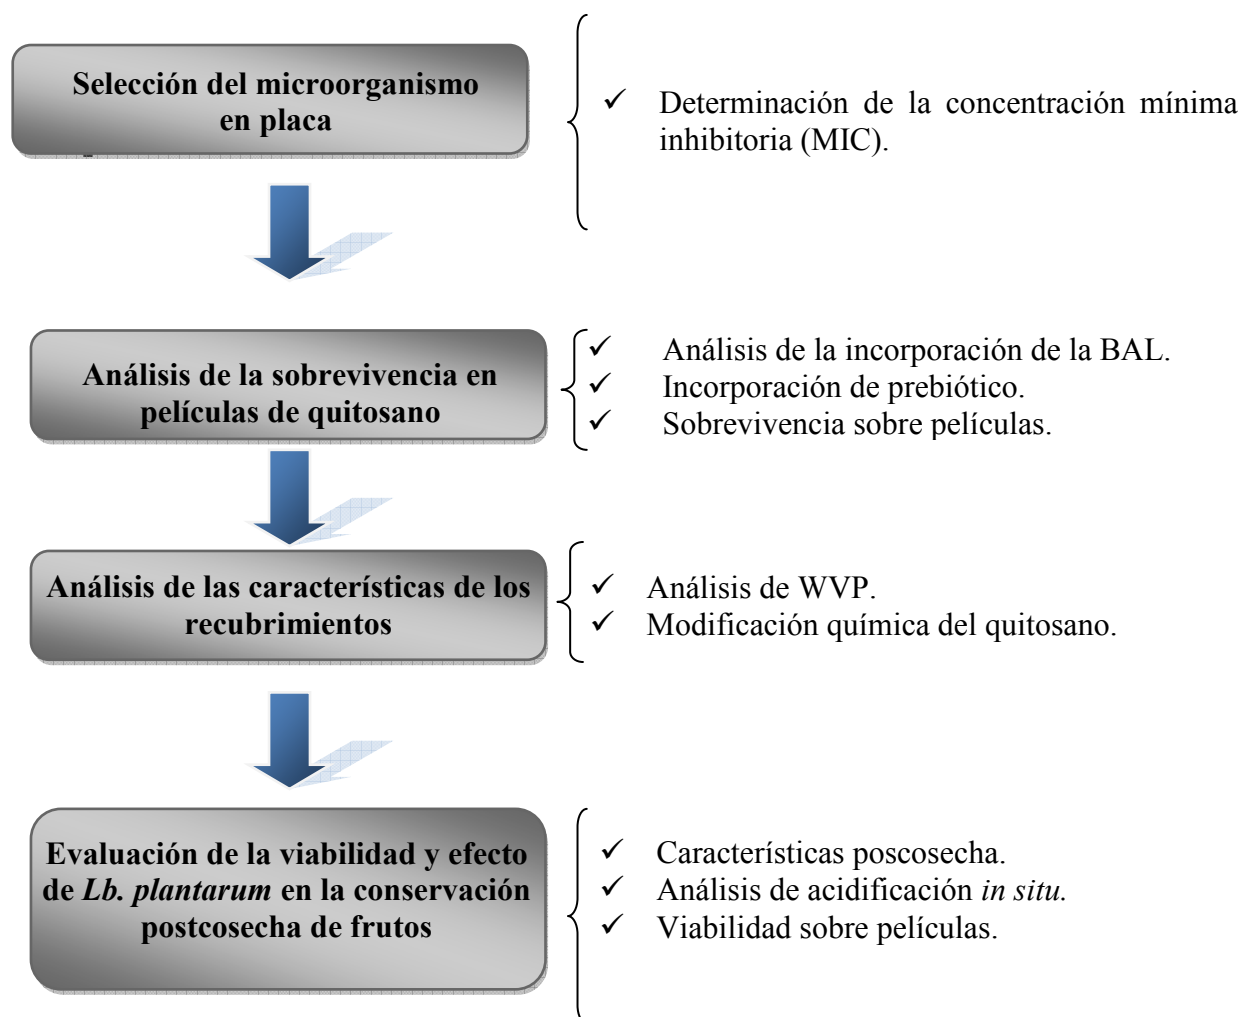 Selección del microorganismo
en placa
✓ Determinación de la concentración mínima
inhibitoria (MIC).
Análisis de la sobrevivencia en
películas de quitosano
✓ Análisis de la incorporación de la BAL.
✓ Incorporación de prebiótico.
✓ Sobrevivencia sobre películas.
Análisis de las características de los
recubrimientos
✓ Análisis de WVP.
✓ Modificación química del quitosano.
Evaluación de la viabilidad y efecto
de Lb. plantarum en la conservación
postcosecha de frutos
✓ Características poscosecha.
✓ Análisis de acidificación in situ.
✓ Viabilidad sobre películas.